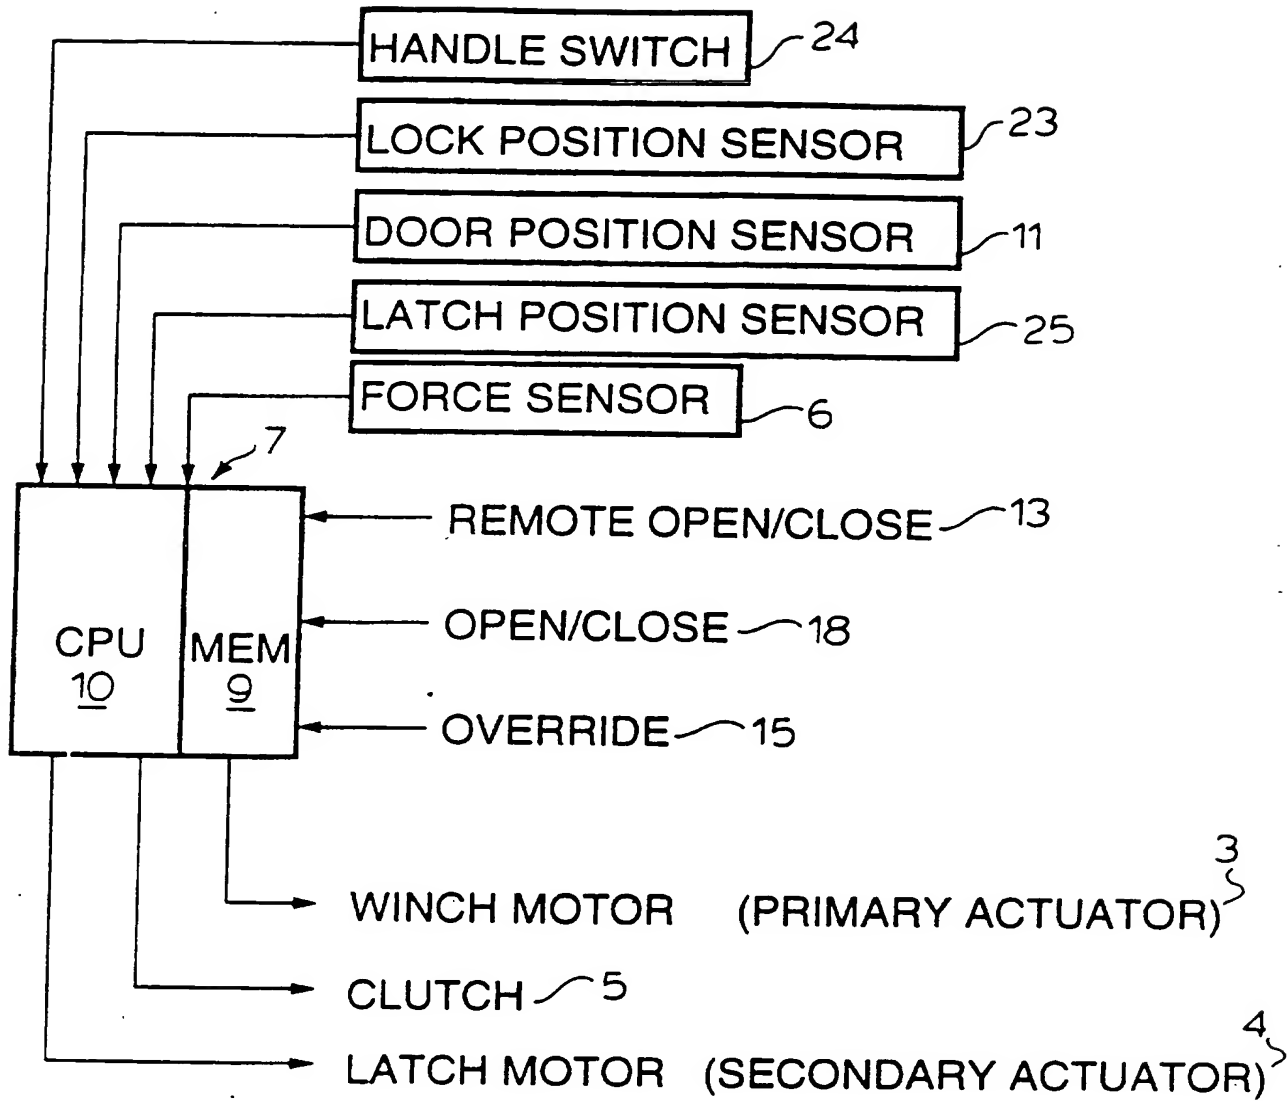 HANDLE SWITCH 24
LOCK POSITION SENSOR 23
DOOR POSITION SENSOR 11
LATCH POSITION SENSOR 25
FORCE SENSOR 6
7
REMOTE OPEN/CLOSE 13
OPEN/CLOSE 18
CPU MEM
10 9
OVERRIDE 15
WINCH MOTOR (PRIMARY ACTUATOR) 3
CLUTCH 5
LATCH MOTOR (SECONDARY ACTUATOR) 4